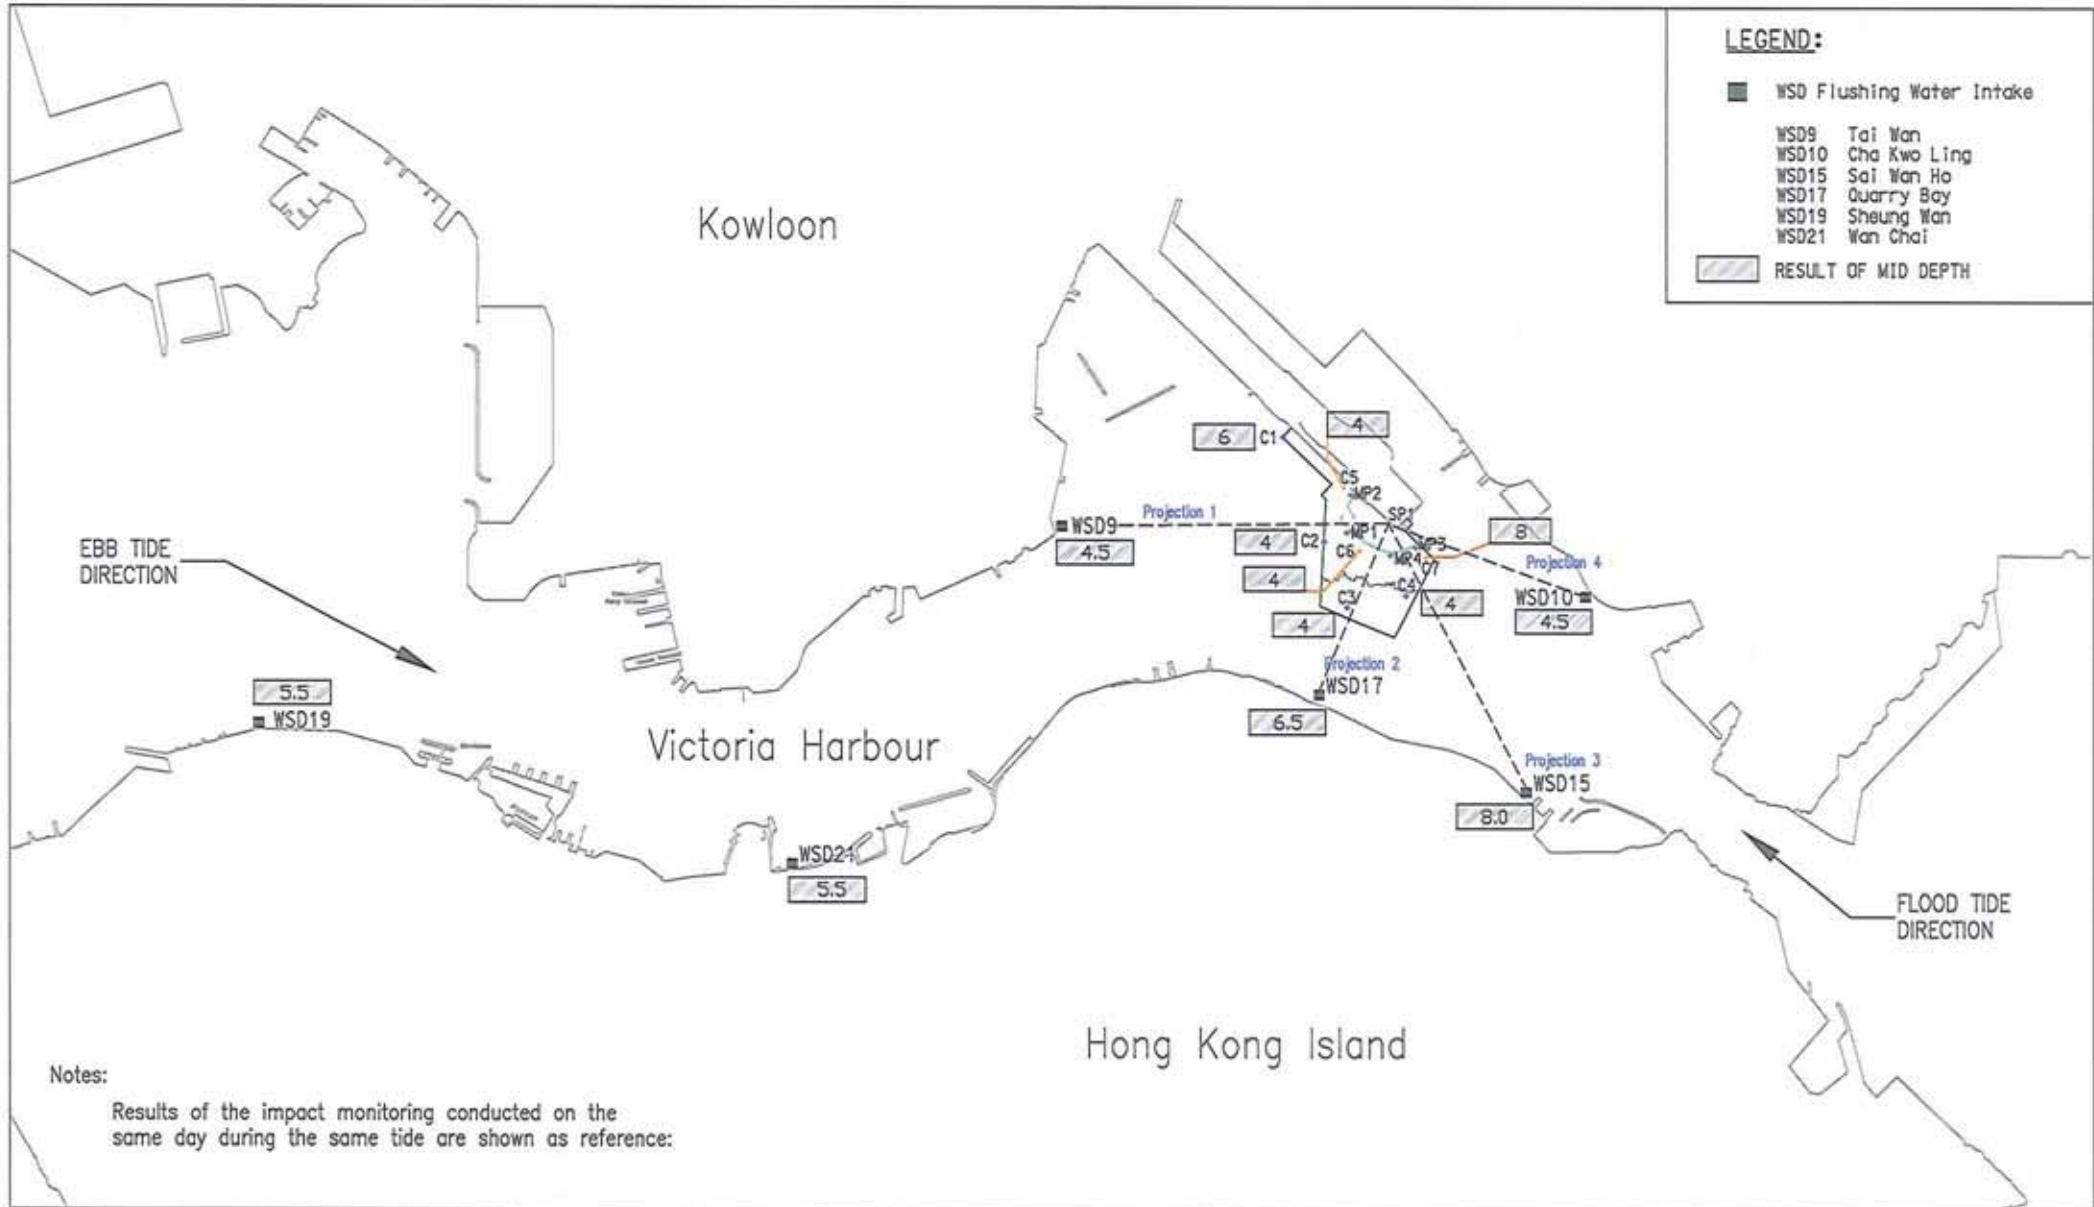 LEGEND:
WSD Flushing Water Intake
WSD9 Tai Wan
WSD10 Cha Kwo Ling
WSD15 Sai Wan Ho
WSD17 Quarry Bay
WSD19 Sheung Wan
WSD21 Wan Chai
RESULT OF MID DEPTH
Kowloon
4
6 C1
C5
MP2
SP1
WSD9
Projection 1
4.5
4 C2
MP1
C6
MP3
MP4
C7
8
Projection 4
4
C3
C4
4
4
WSD10
4.5
EBB TIDE
DIRECTION
Projection 2
WSD17
6.5
5.5
WSD19
Victoria Harbour
Projection 3
WSD15
8.0
WSD21
5.5
FLOOD TIDE
DIRECTION
Hong Kong Island
Notes:
Results of the impact monitoring conducted on the
same day during the same tide are shown as reference: